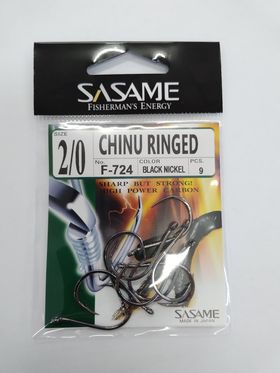 SASAME
FISHERMAN'S ENERGY
SIZE
2/0
CHINU RINGED
No.
F-724
COLOR
BLACK NICKEL
PCS.
9
SHARP BUT STRONG!
HIGH POWER CARBON
SASAME
MADE IN JAPAN